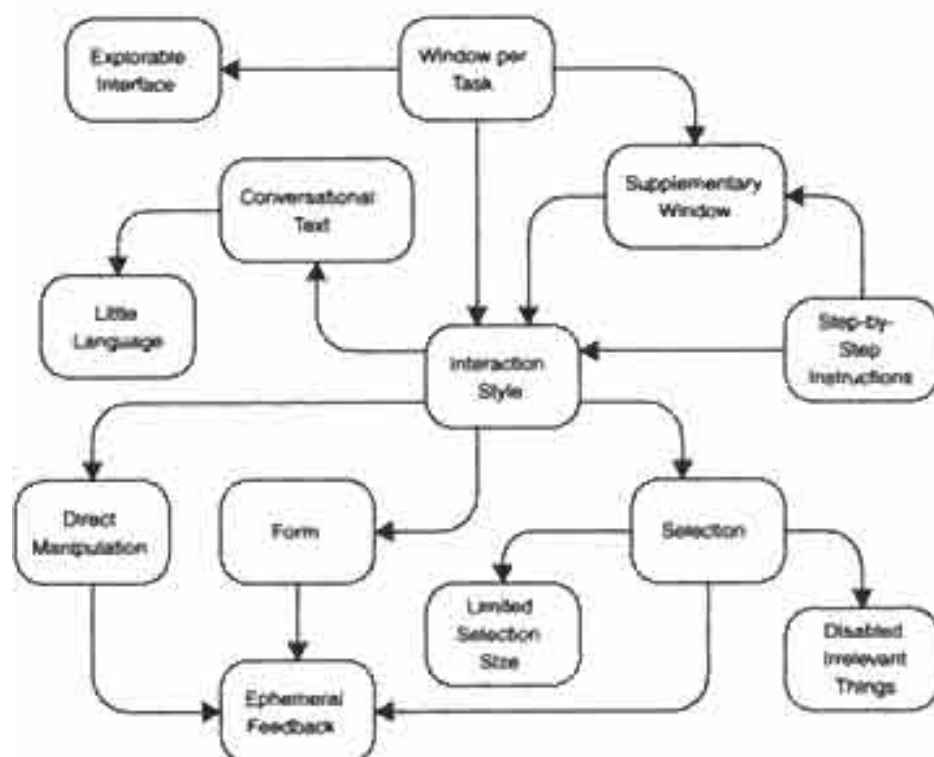 Explorable
Interface
Window per
Task
Conversational
Text
Supplementary
Window
Little
Language
Step-by-
Step
Instructions
Interaction
Style
Direct
Manipulation
Form
Selection
Limited
Selection
Size
Disabled
Irrelevant
Things
Ephemeral
Feedback